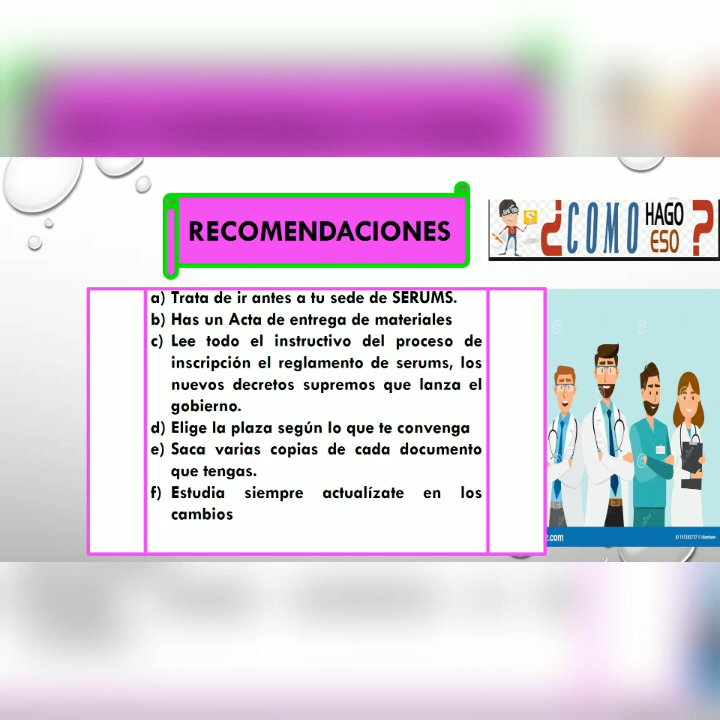 RECOMENDACIONES
¿COMO HAGO ESO ?
a) Trata de ir antes a tu sede de SERUMS.
b) Has un Acta de entrega de materiales
c) Lee todo el instructivo del proceso de
inscripción el reglamento de serums, los
nuevos decretos supremos que lanza el
gobierno.
d) Elige la plaza según lo que te convenga
e) Saca varias copias de cada documento
que tengas.
f) Estudia siempre actualízate en los
cambios